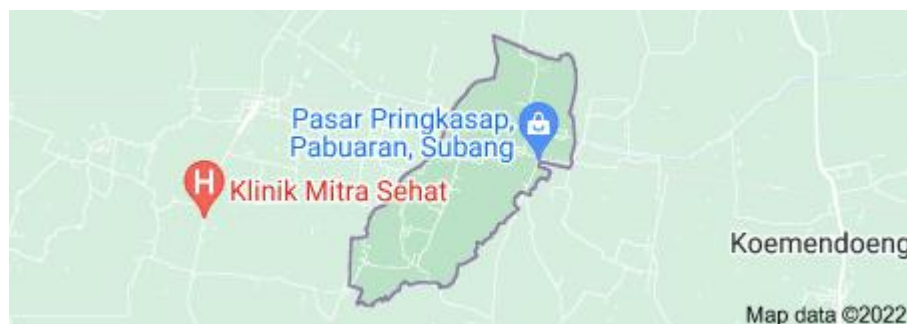 Pasar Pringkasap,
Pabuaran, Subang
H
Klinik Mitra Sehat
Koemendoeng
Map data ©2022